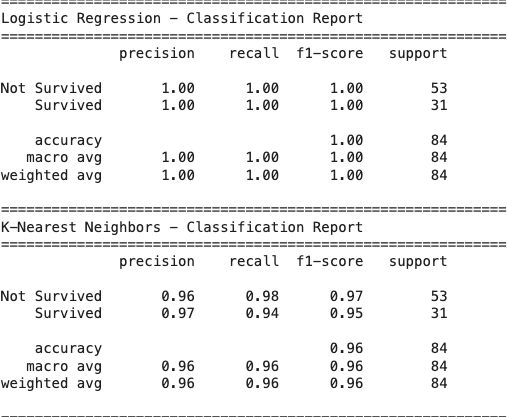 ============================================================
Logistic Regression – Classification Report
============================================================
              precision    recall  f1-score   support

Not Survived       1.00      1.00      1.00        53
    Survived       1.00      1.00      1.00        31

    accuracy                           1.00        84
   macro avg       1.00      1.00      1.00        84
weighted avg       1.00      1.00      1.00        84

============================================================
K-Nearest Neighbors – Classification Report
============================================================
              precision    recall  f1-score   support

Not Survived       0.96      0.98      0.97        53
    Survived       0.97      0.94      0.95        31

    accuracy                           0.96        84
   macro avg       0.96      0.96      0.96        84
weighted avg       0.96      0.96      0.96        84